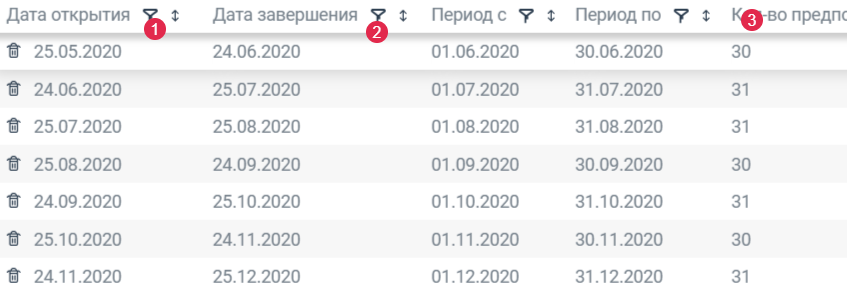 Дата открытия Дата завершения Период с Период по
1 2 3
25.05.2020 24.06.2020 01.06.2020 30.06.2020 30
24.06.2020 25.07.2020 01.07.2020 31.07.2020 31
25.07.2020 25.08.2020 01.08.2020 31.08.2020 31
25.08.2020 24.09.2020 01.09.2020 30.09.2020 30
24.09.2020 25.10.2020 01.10.2020 31.10.2020 31
25.10.2020 24.11.2020 01.11.2020 30.11.2020 30
24.11.2020 25.12.2020 01.12.2020 31.12.2020 31